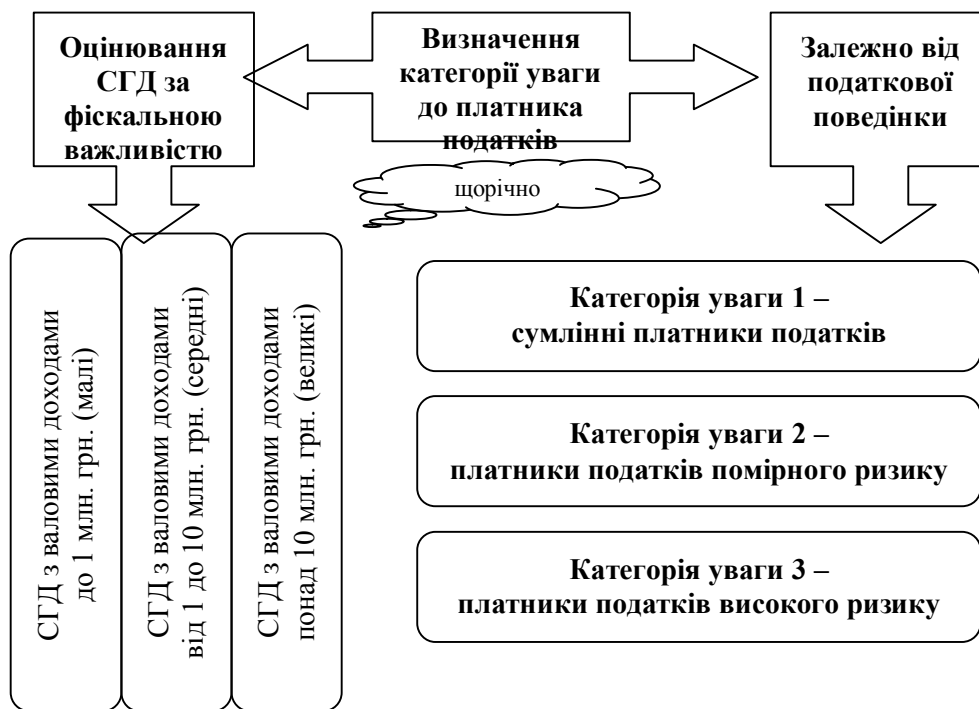 Оцінювання
СГД за
фіскальною
важливістю
Визначення
категорії уваги
до платника
податків
Залежно від
податкової
поведінки
щорічно
СГД з валовими доходами
до 1 млн. грн. (малі)
СГД з валовими доходами
від 1 до 10 млн. грн. (середні)
СГД з валовими доходами
понад 10 млн. грн. (великі)
Категорія уваги 1 –
сумлінні платники податків
Категорія уваги 2 –
платники податків помірного ризику
Категорія уваги 3 –
платники податків високого ризику